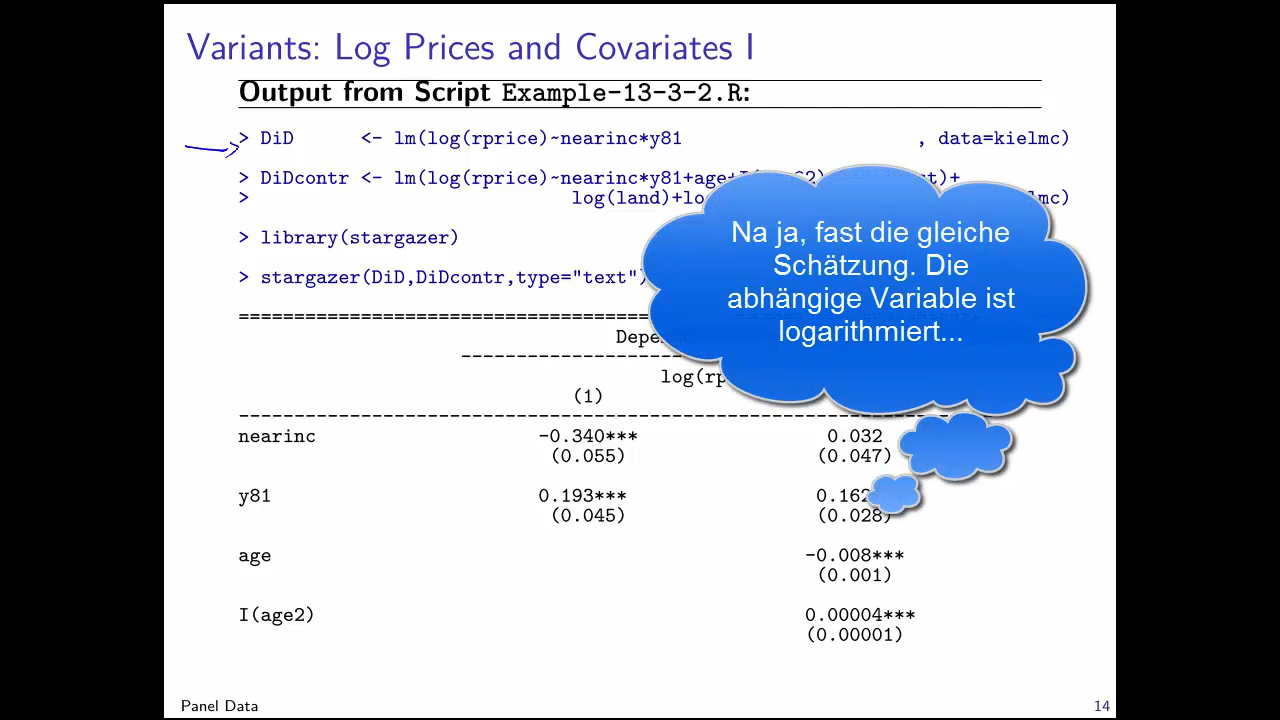 Variants: Log Prices and Covariates I
Output from Script Example-13-3-2.R:
> DiD <- lm(log(rprice)~nearinc*y81 , data=kielmc)
> DiDcontr <- lm(log(rprice)~nearinc*y81+age+ )+
> log(land)+lo mc)
> library(stargazer)
> stargazer(DiD,DiDcontr,type="text")
Na ja, fast die gleiche
Schätzung. Die
abhängige Variable ist
logarithmiert...
=======================================
Depe
--------------------
log(rp
(1)
--------------------------------------------------------------------
nearinc -0.340*** 0.032
(0.055) (0.047)
y81 0.193*** 0.162
(0.045) (0.028)
age -0.008***
(0.001)
I(age2) 0.00004***
(0.00001)
Panel Data 14